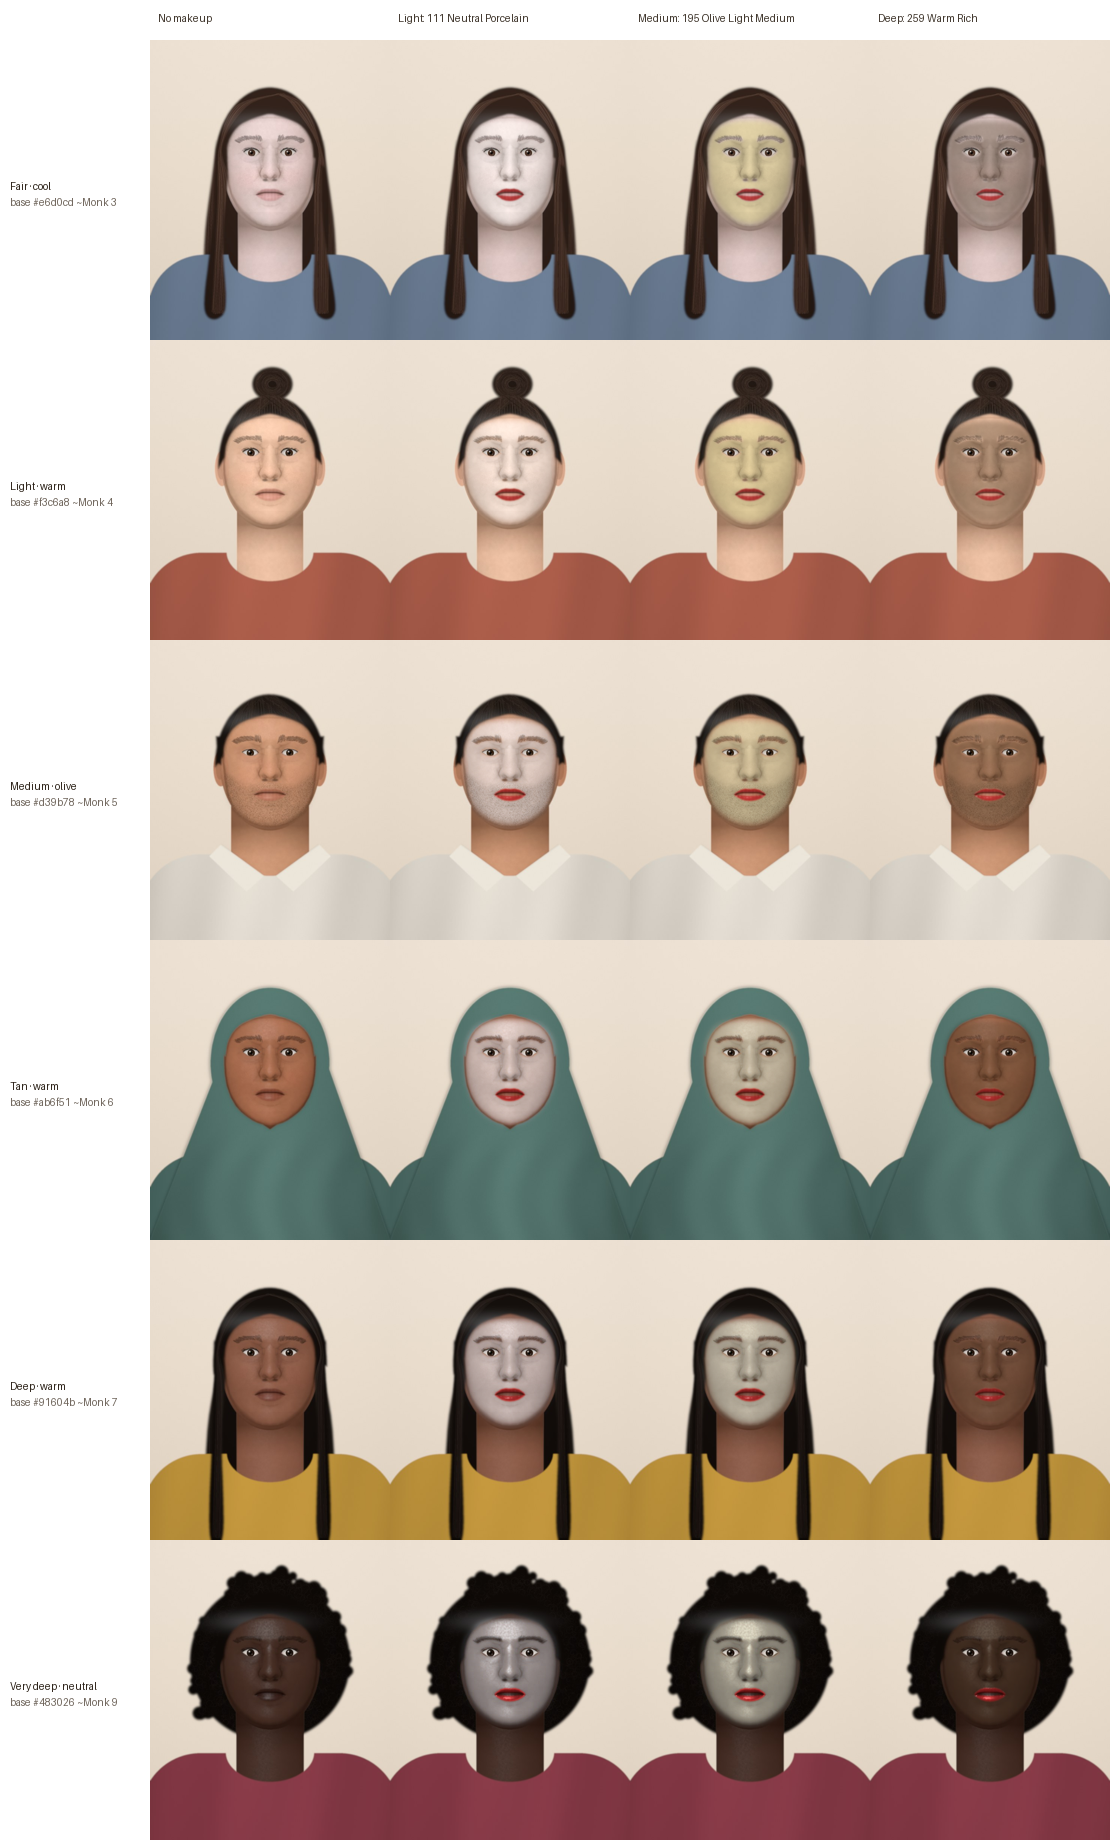 No makeup
Light: 111 Neutral Porcelain
Medium: 195 Olive Light Medium
Deep: 259 Warm Rich
Fair · cool
base #e6d0cd ~Monk 3
Light · warm
base #f3c6a8 ~Monk 4
Medium · olive
base #d39b78 ~Monk 5
Tan · warm
base #ab6f51 ~Monk 6
Deep · warm
base #91604b ~Monk 7
Very deep · neutral
base #483026 ~Monk 9